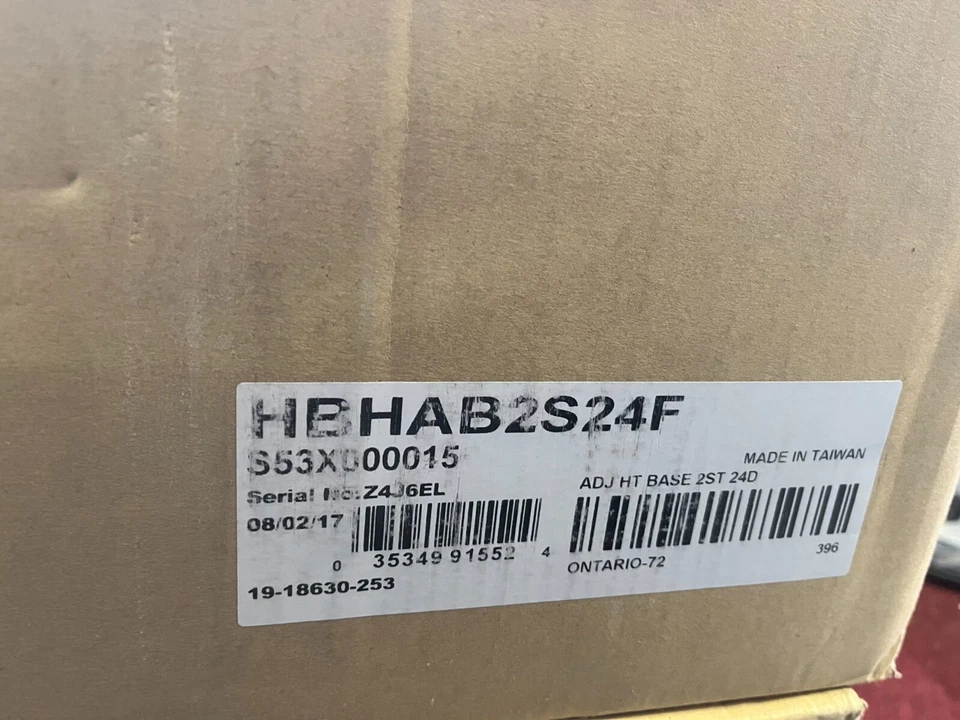 HBHAB2S24F
S53X000015
MADE IN TAIWAN
Serial No.:Z4J6EL
ADJ HT BASE 2ST 24D
08/02/17
0 35349 91552 4
ONTARIO-72
396
19-18630-253